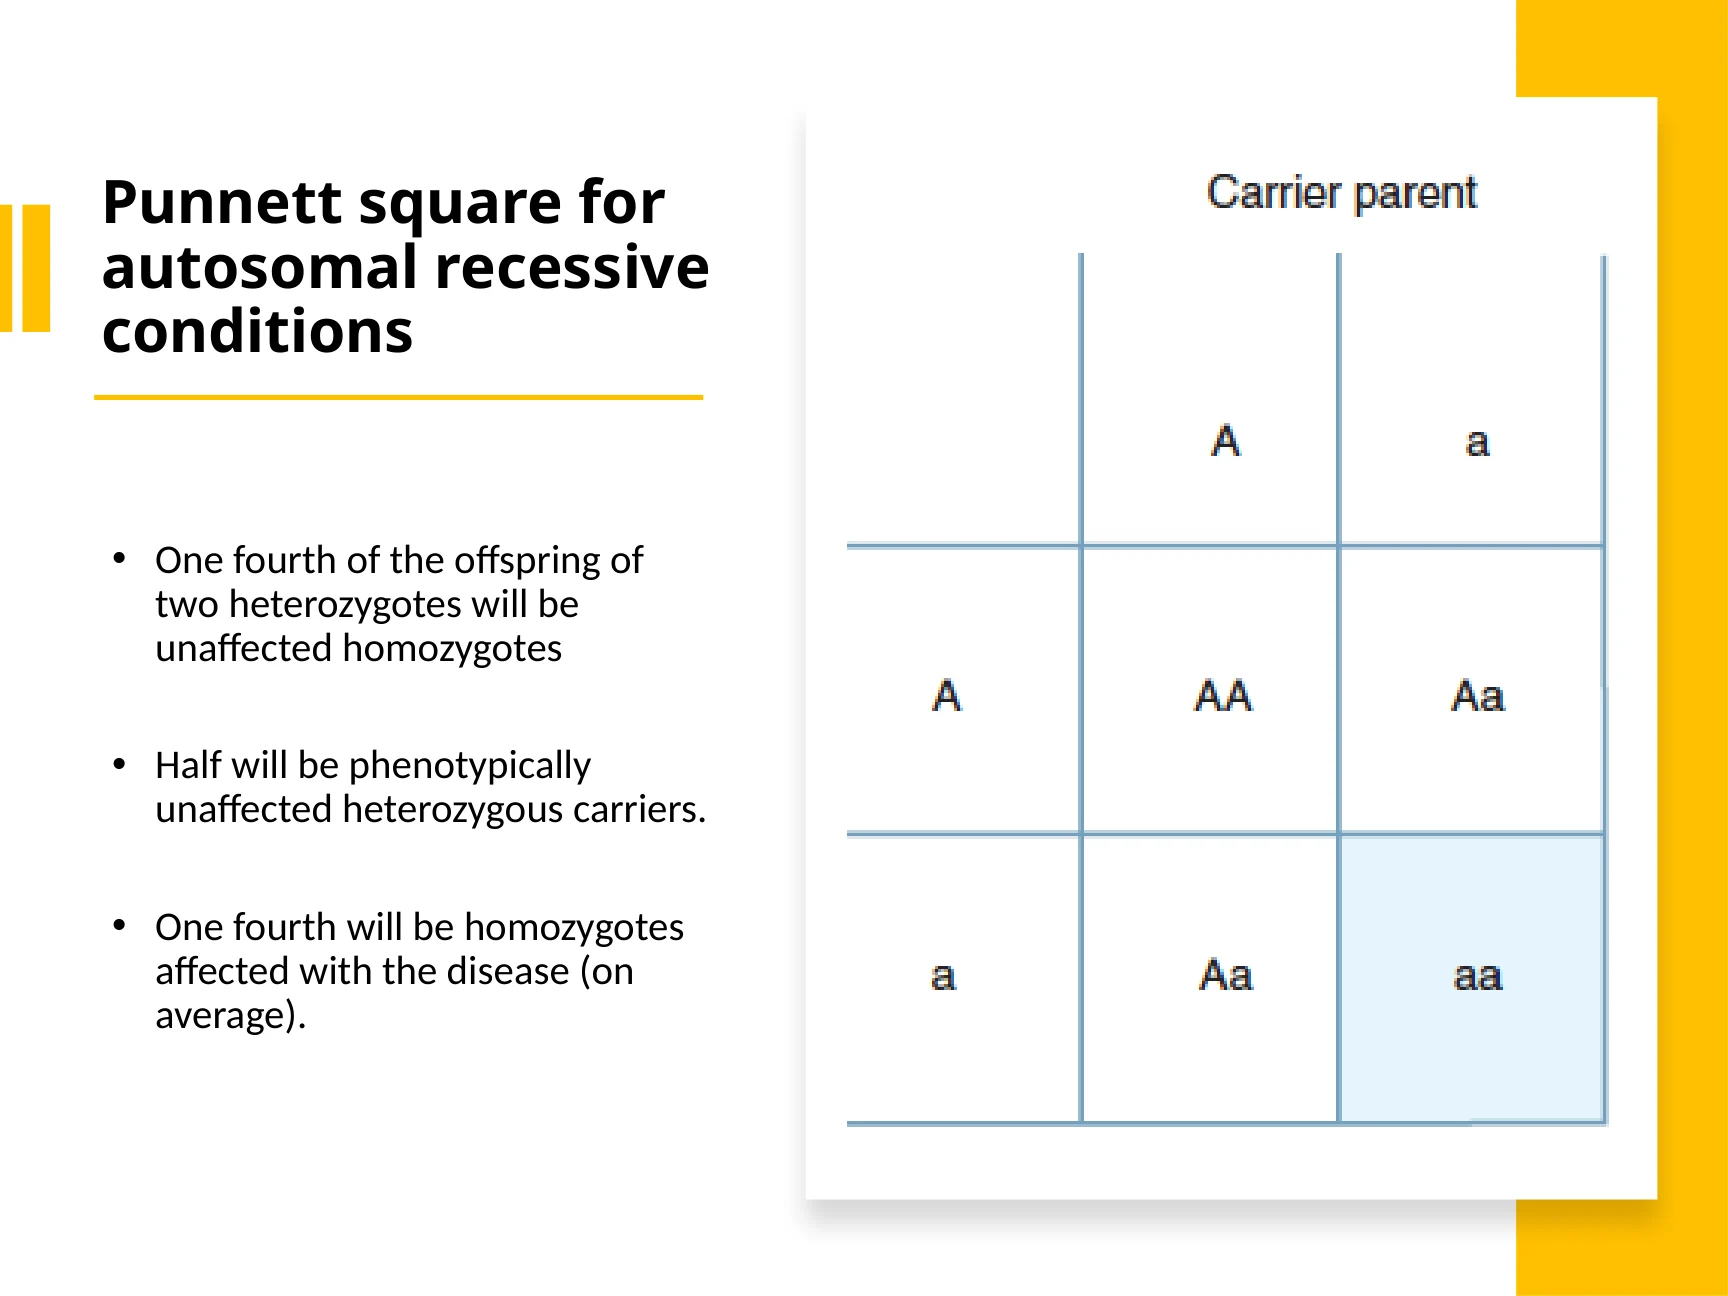 Punnett square for
autosomal recessive
conditions
• One fourth of the offspring of
two heterozygotes will be
unaffected homozygotes
• Half will be phenotypically
unaffected heterozygous carriers.
• One fourth will be homozygotes
affected with the disease (on
average).
Carrier parent
A a
A AA Aa
a Aa aa